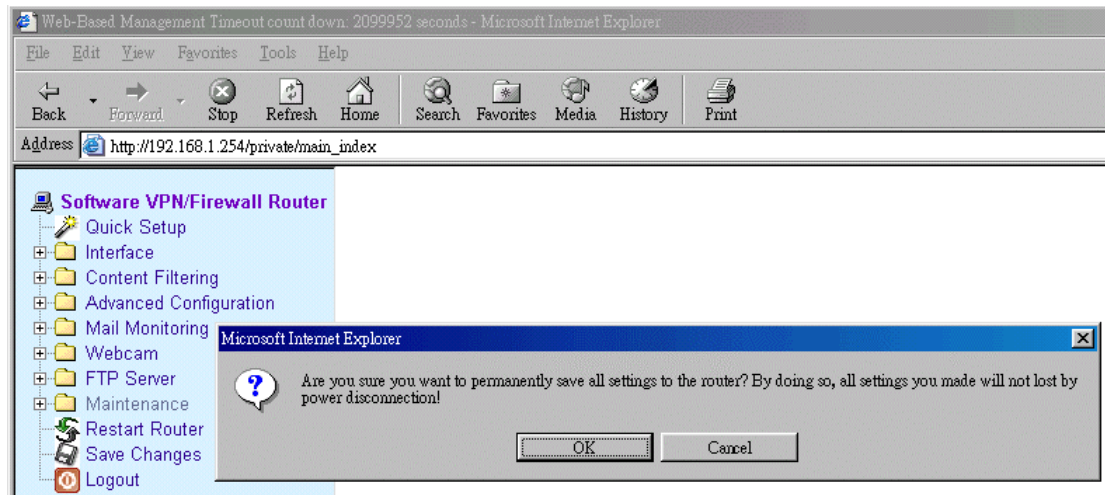 Web-Based Management Timeout count down: 2099952 seconds - Microsoft Internet Explorer
File Edit View Favorites Tools Help
Back Forward Stop Refresh Home Search Favorites Media History Print
Address http://192.168.1.254/private/main_index
Software VPN/Firewall Router
Quick Setup
Interface
Content Filtering
Advanced Configuration
Mail Monitoring
Webcam
FTP Server
Maintenance
Restart Router
Save Changes
Logout
Microsoft Internet Explorer
Are you sure you want to permanently save all settings to the router? By doing so, all settings you made will not lost by
power disconnection!
OK Cancel